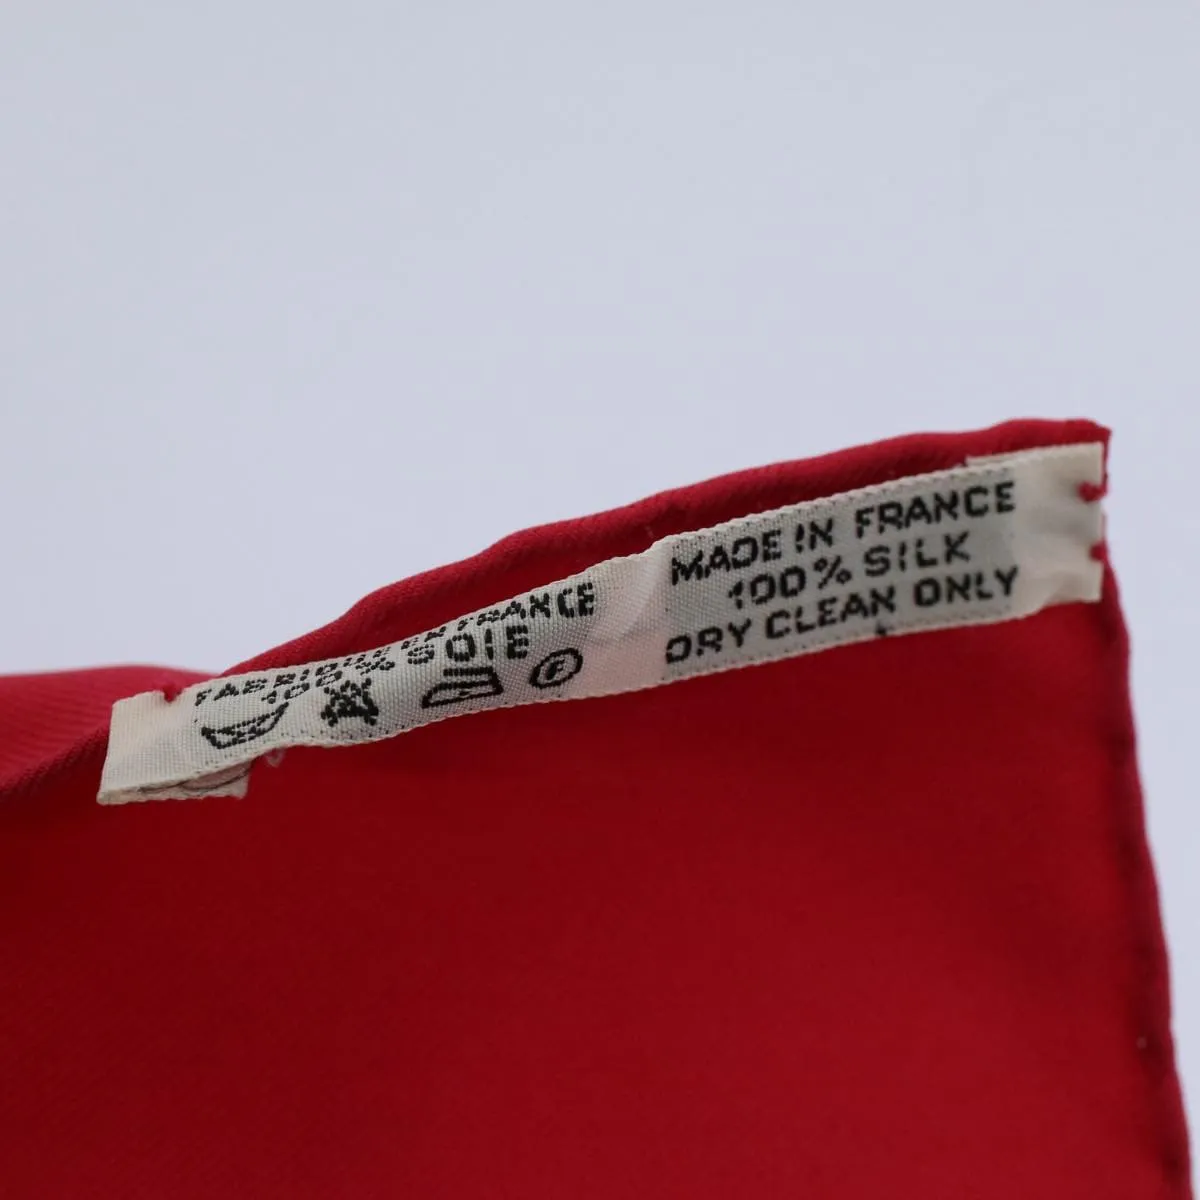 FABRIQUE EN FRANCE
100% SOIE
F
MADE IN FRANCE
100% SILK
DRY CLEAN ONLY